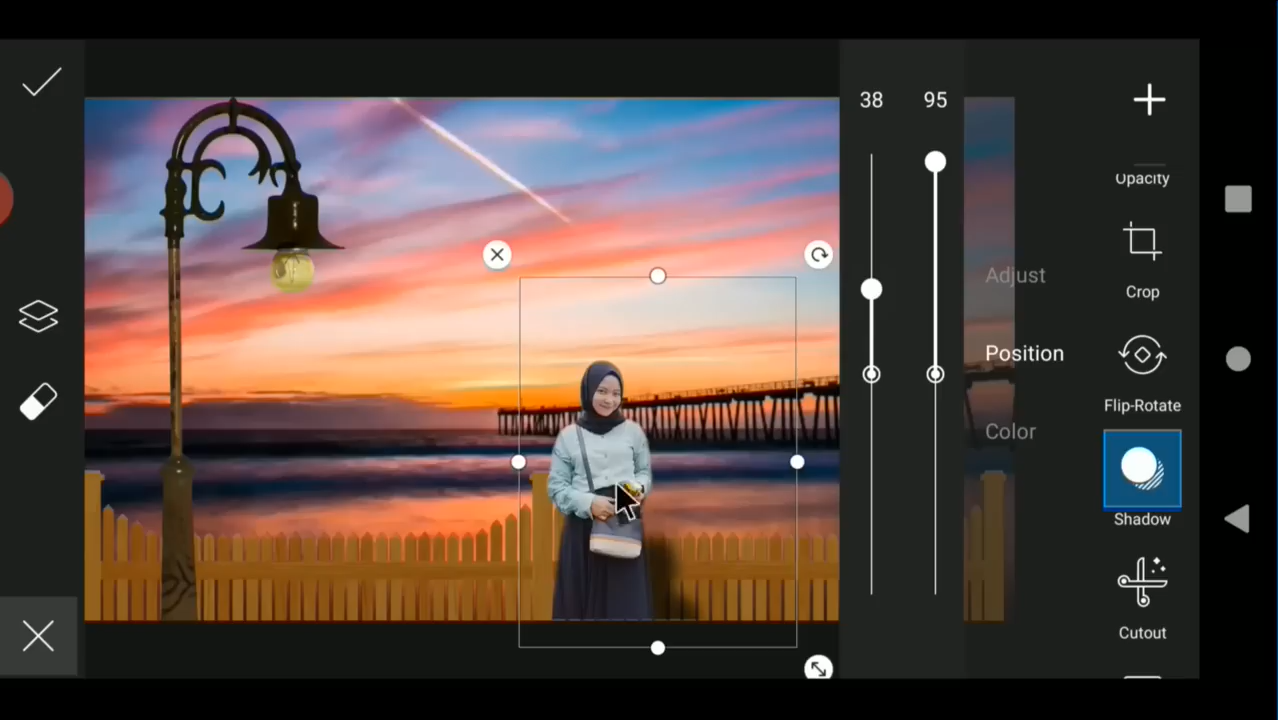 38 95
Opacity
Crop
Adjust
Position
Flip-Rotate
Color
Shadow
Cutout